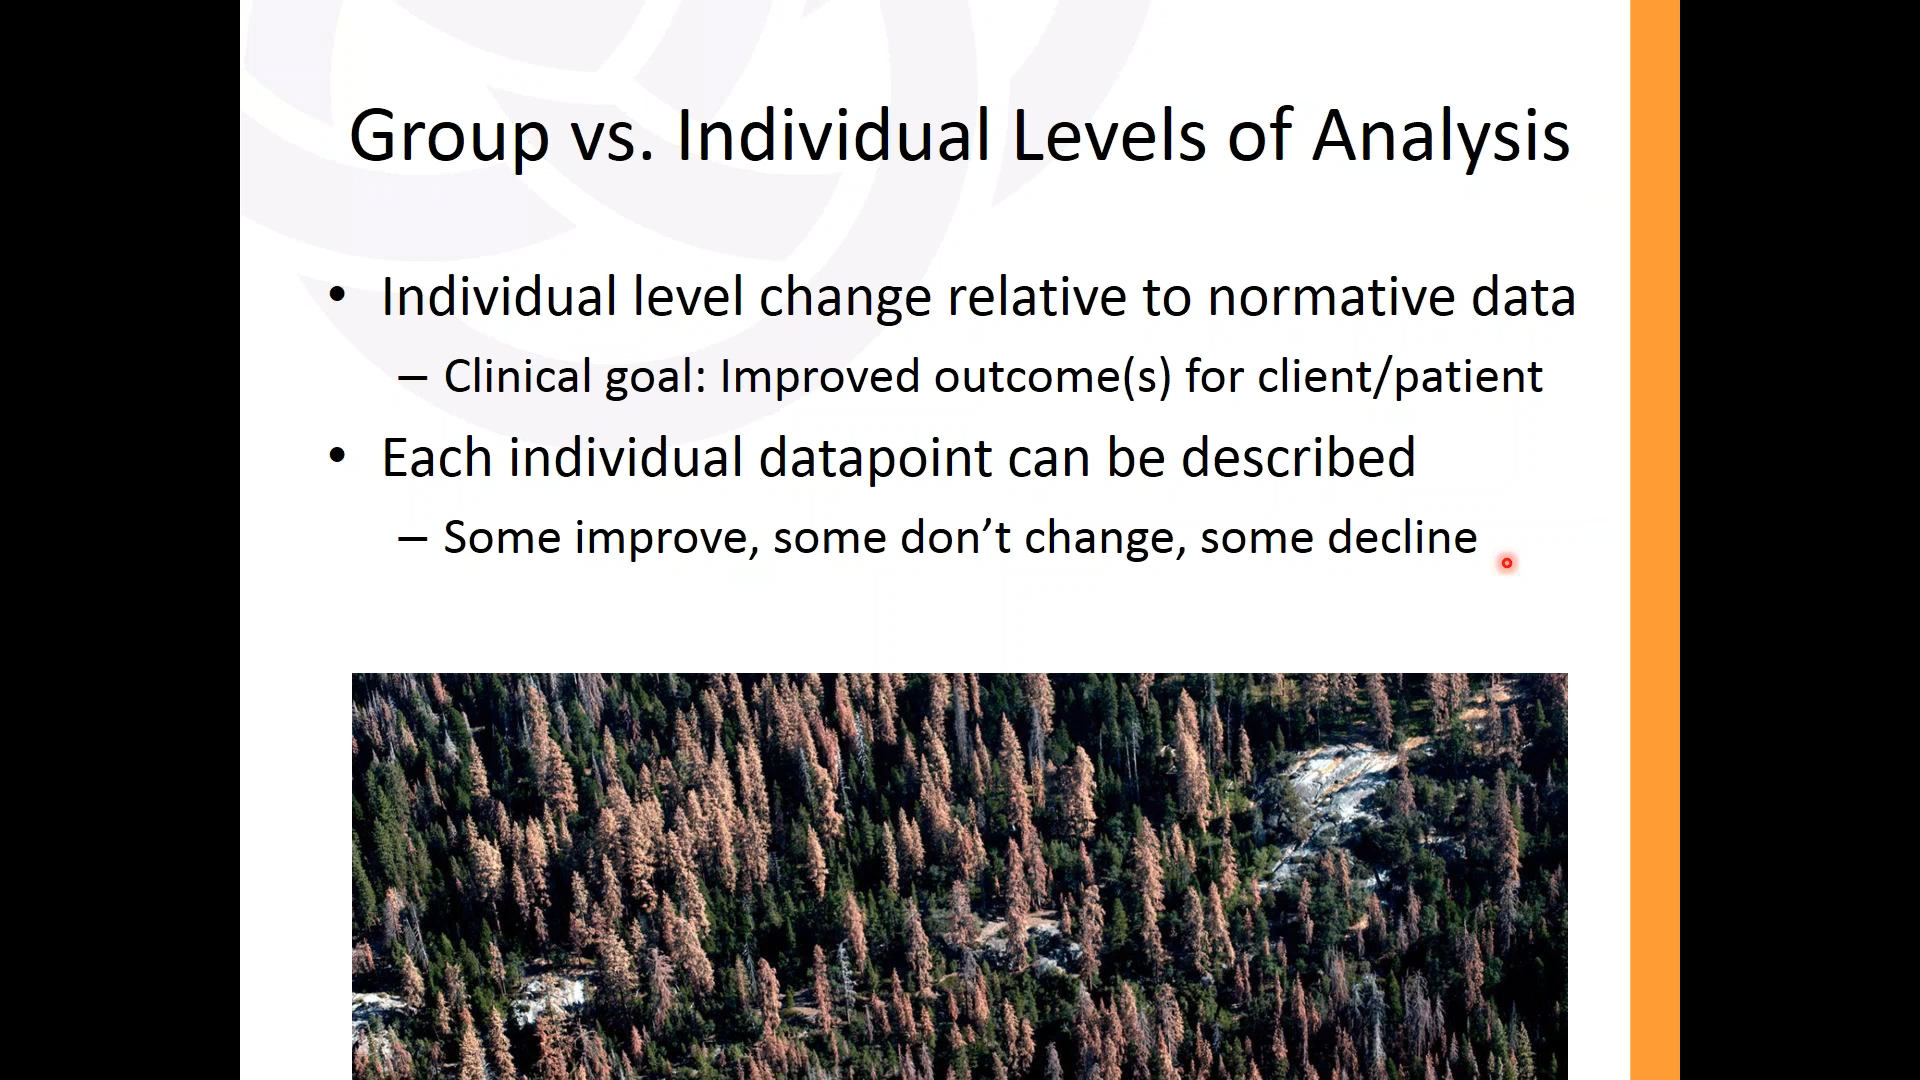 Group vs. Individual Levels of Analysis
• Individual level change relative to normative data
– Clinical goal: Improved outcome(s) for client/patient
• Each individual datapoint can be described
– Some improve, some don’t change, some decline